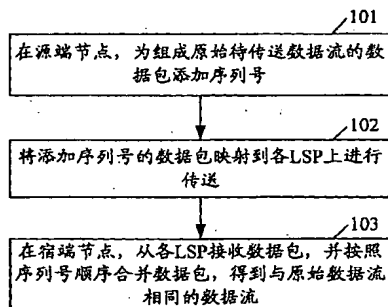 101
在源端节点，为组成原始待传送数据流的数
据包添加序列号
102
将添加序列号的数据包映射到各LSP上进行
传送
103
在宿端节点，从各LSP接收数据包，并按照
序列号顺序合并数据包，得到与原始数据流
相同的数据流